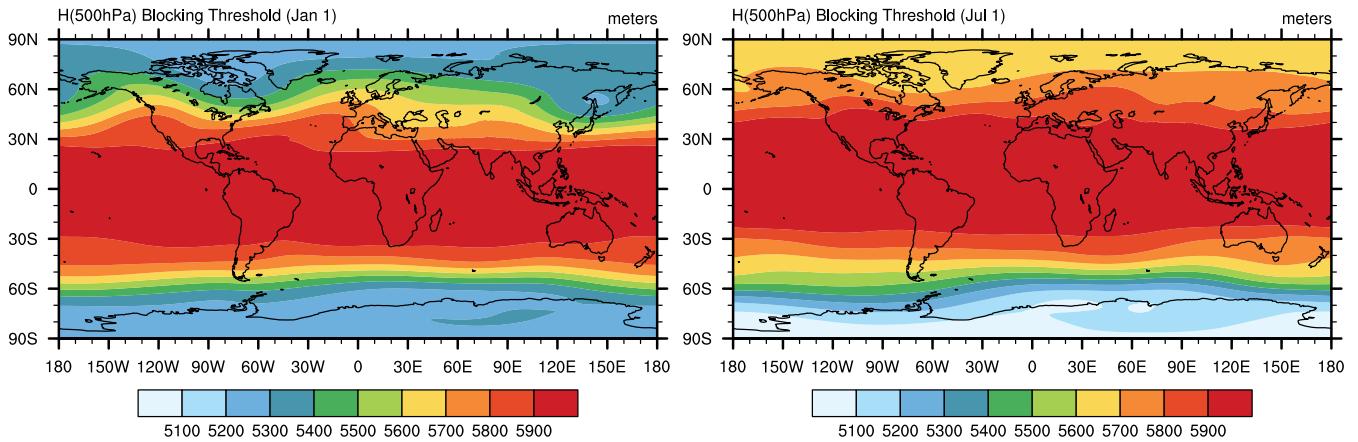 H(500hPa) Blocking Threshold (Jan 1) meters
90N
60N
30N
0
30S
60S
90S
180 150W 120W 90W 60W 30W 0 30E 60E 90E 120E 150E 180
5100 5200 5300 5400 5500 5600 5700 5800 5900
H(500hPa) Blocking Threshold (Jul 1) meters
90N
60N
30N
0
30S
60S
90S
180 150W 120W 90W 60W 30W 0 30E 60E 90E 120E 150E 180
5100 5200 5300 5400 5500 5600 5700 5800 5900